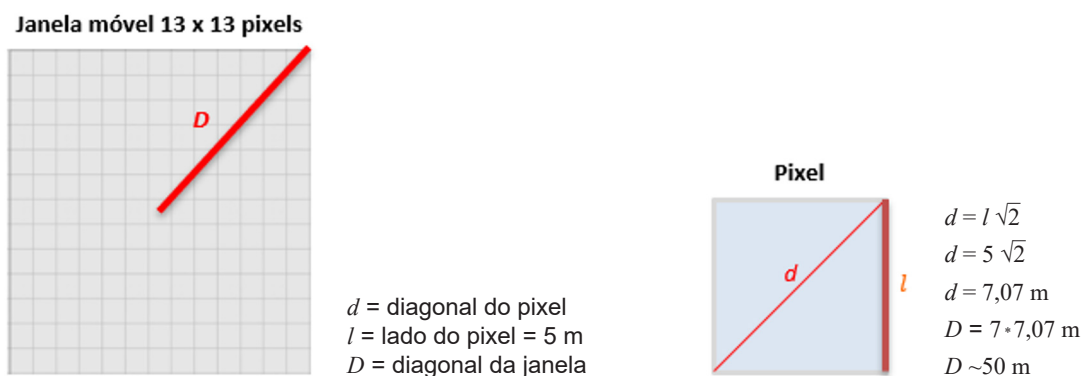 Janela móvel 13 x 13 pixels
D
d = diagonal do pixel
l = lado do pixel = 5 m
D = diagonal da janela
Pixel
d
l
d = l √2
d = 5 √2
d = 7,07 m
D = 7*7,07 m
D ~50 m